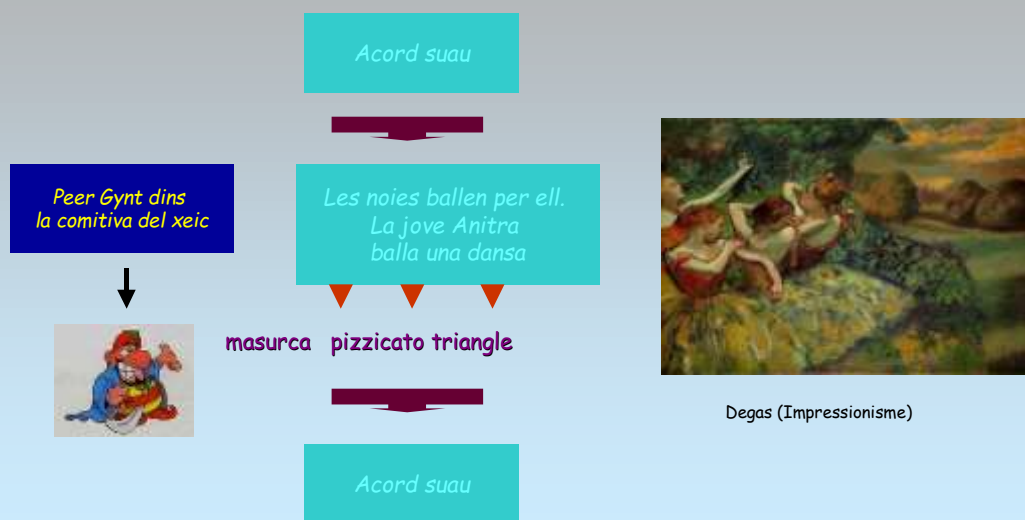 Acord suau
Peer Gynt dins
la comitiva del xeic
Les noies ballen per ell.
La jove Anitra
balla una dansa
masurca pizzicato triangle
Degas (Impressionisme)
Acord suau